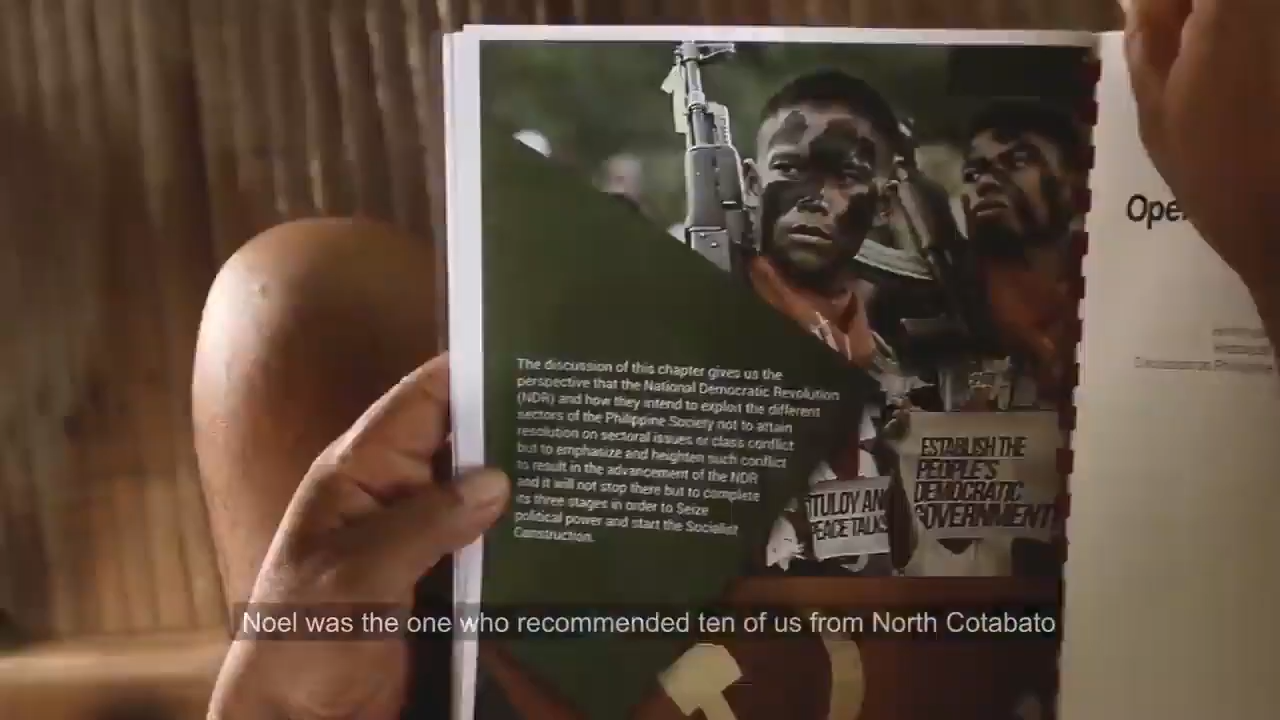 The discussion of this chapter gives us the
perspective that the National Democratic Revolution
(NDR) and how they intend to exploit the different
sectors of the Philippine Society not to attain
resolution on sectoral issues or class conflict
but to emphasize and heighten such conflict
to result in the advancement of the NDR
and it will not stop there but to complete
its three stages in order to Seize
political power and start the Socialist
Construction.
ESTABLISH THE
PEOPLE'S
DEMOCRATIC
GOVERNMENT!
ITULOY ANG
PEACE TALKS
Ope
Noel was the one who recommended ten of us from North Cotabato